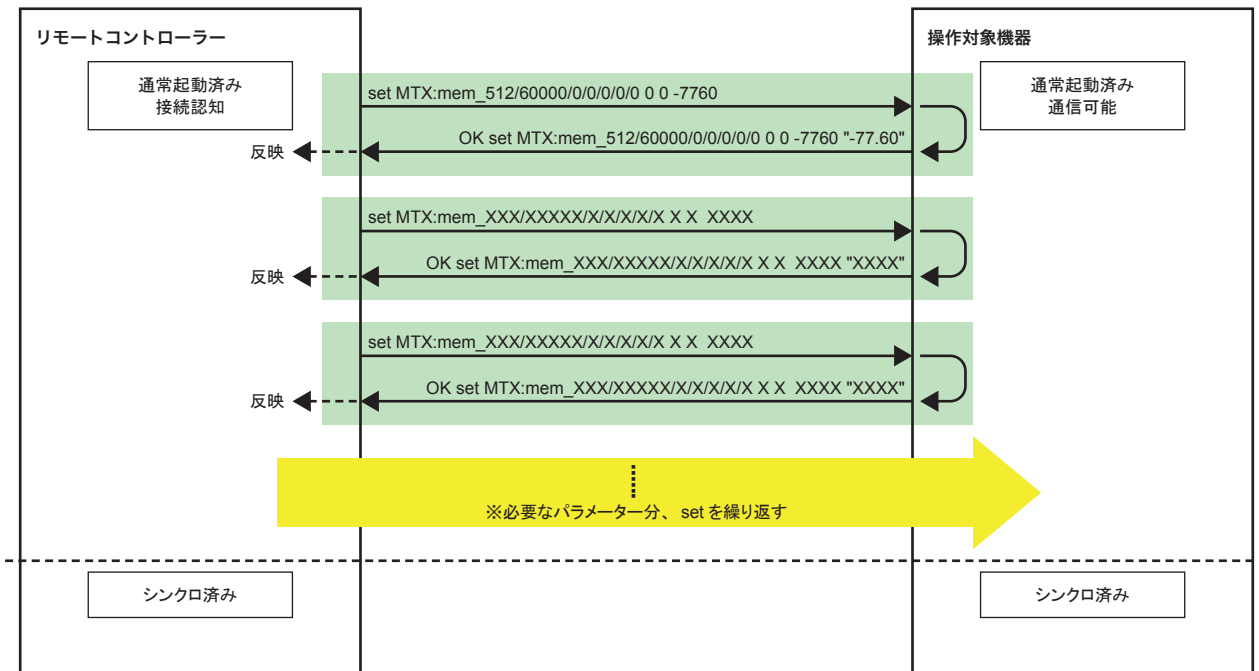 リモートコントローラー
操作対象機器
通常起動済み
接続認知
通常起動済み
通信可能
set MTX:mem_512/60000/0/0/0/0/0 0 0 -7760
OK set MTX:mem_512/60000/0/0/0/0/0 0 0 -7760 "-77.60"
反映
set MTX:mem_XXX/XXXXX/X/X/X/X/X X X  XXXX
OK set MTX:mem_XXX/XXXXX/X/X/X/X/X X X  XXXX "XXXX"
反映
set MTX:mem_XXX/XXXXX/X/X/X/X/X X X  XXXX
OK set MTX:mem_XXX/XXXXX/X/X/X/X/X X X  XXXX "XXXX"
反映
※必要なパラメーター分、set を繰り返す
シンクロ済み
シンクロ済み